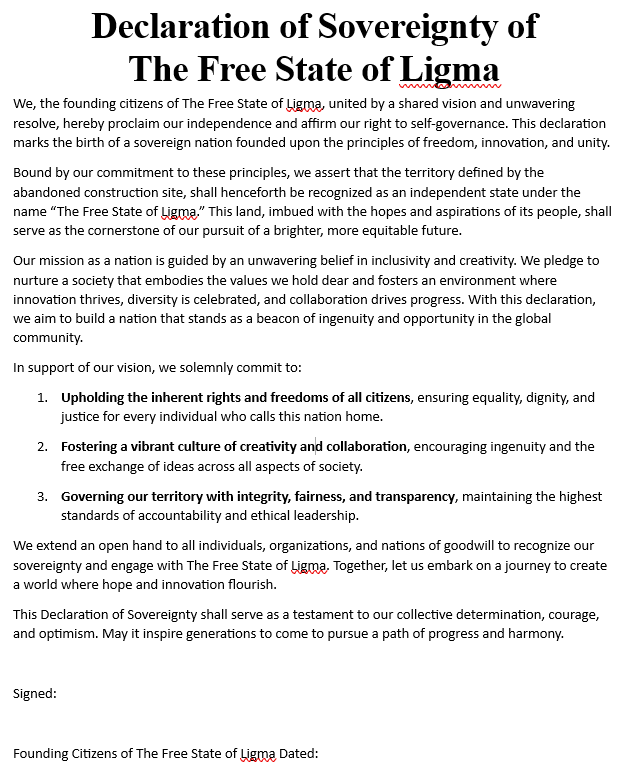 Declaration of Sovereignty of
The Free State of Ligma
We, the founding citizens of The Free State of Ligma, united by a shared vision and unwavering
resolve, hereby proclaim our independence and affirm our right to self-governance. This declaration
marks the birth of a sovereign nation founded upon the principles of freedom, innovation, and unity.
Bound by our commitment to these principles, we assert that the territory defined by the
abandoned construction site, shall henceforth be recognized as an independent state under the
name “The Free State of Ligma.” This land, imbued with the hopes and aspirations of its people, shall
serve as the cornerstone of our pursuit of a brighter, more equitable future.
Our mission as a nation is guided by an unwavering belief in inclusivity and creativity. We pledge to
nurture a society that embodies the values we hold dear and fosters an environment where
innovation thrives, diversity is celebrated, and collaboration drives progress. With this declaration,
we aim to build a nation that stands as a beacon of ingenuity and opportunity in the global
community.
In support of our vision, we solemnly commit to:
1. Upholding the inherent rights and freedoms of all citizens, ensuring equality, dignity, and
justice for every individual who calls this nation home.
2. Fostering a vibrant culture of creativity and collaboration, encouraging ingenuity and the
free exchange of ideas across all aspects of society.
3. Governing our territory with integrity, fairness, and transparency, maintaining the highest
standards of accountability and ethical leadership.
We extend an open hand to all individuals, organizations, and nations of goodwill to recognize our
sovereignty and engage with The Free State of Ligma. Together, let us embark on a journey to create
a world where hope and innovation flourish.
This Declaration of Sovereignty shall serve as a testament to our collective determination, courage,
and optimism. May it inspire generations to come to pursue a path of progress and harmony.
Signed:
Founding Citizens of The Free State of Ligma Dated: